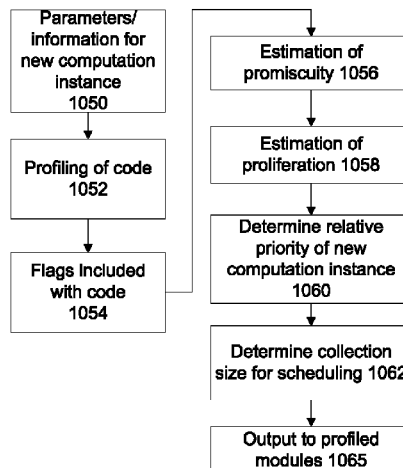 Parameters/
information for
new computation
instance
1050
Profiling of code
1052
Flags Included
with code
1054
Estimation of
promiscuity 1056
Estimation of
proliferation 1058
Determine relative
priority of new
computation instance
1060
Determine collection
size for scheduling 1062
Output to profiled
modules 1065